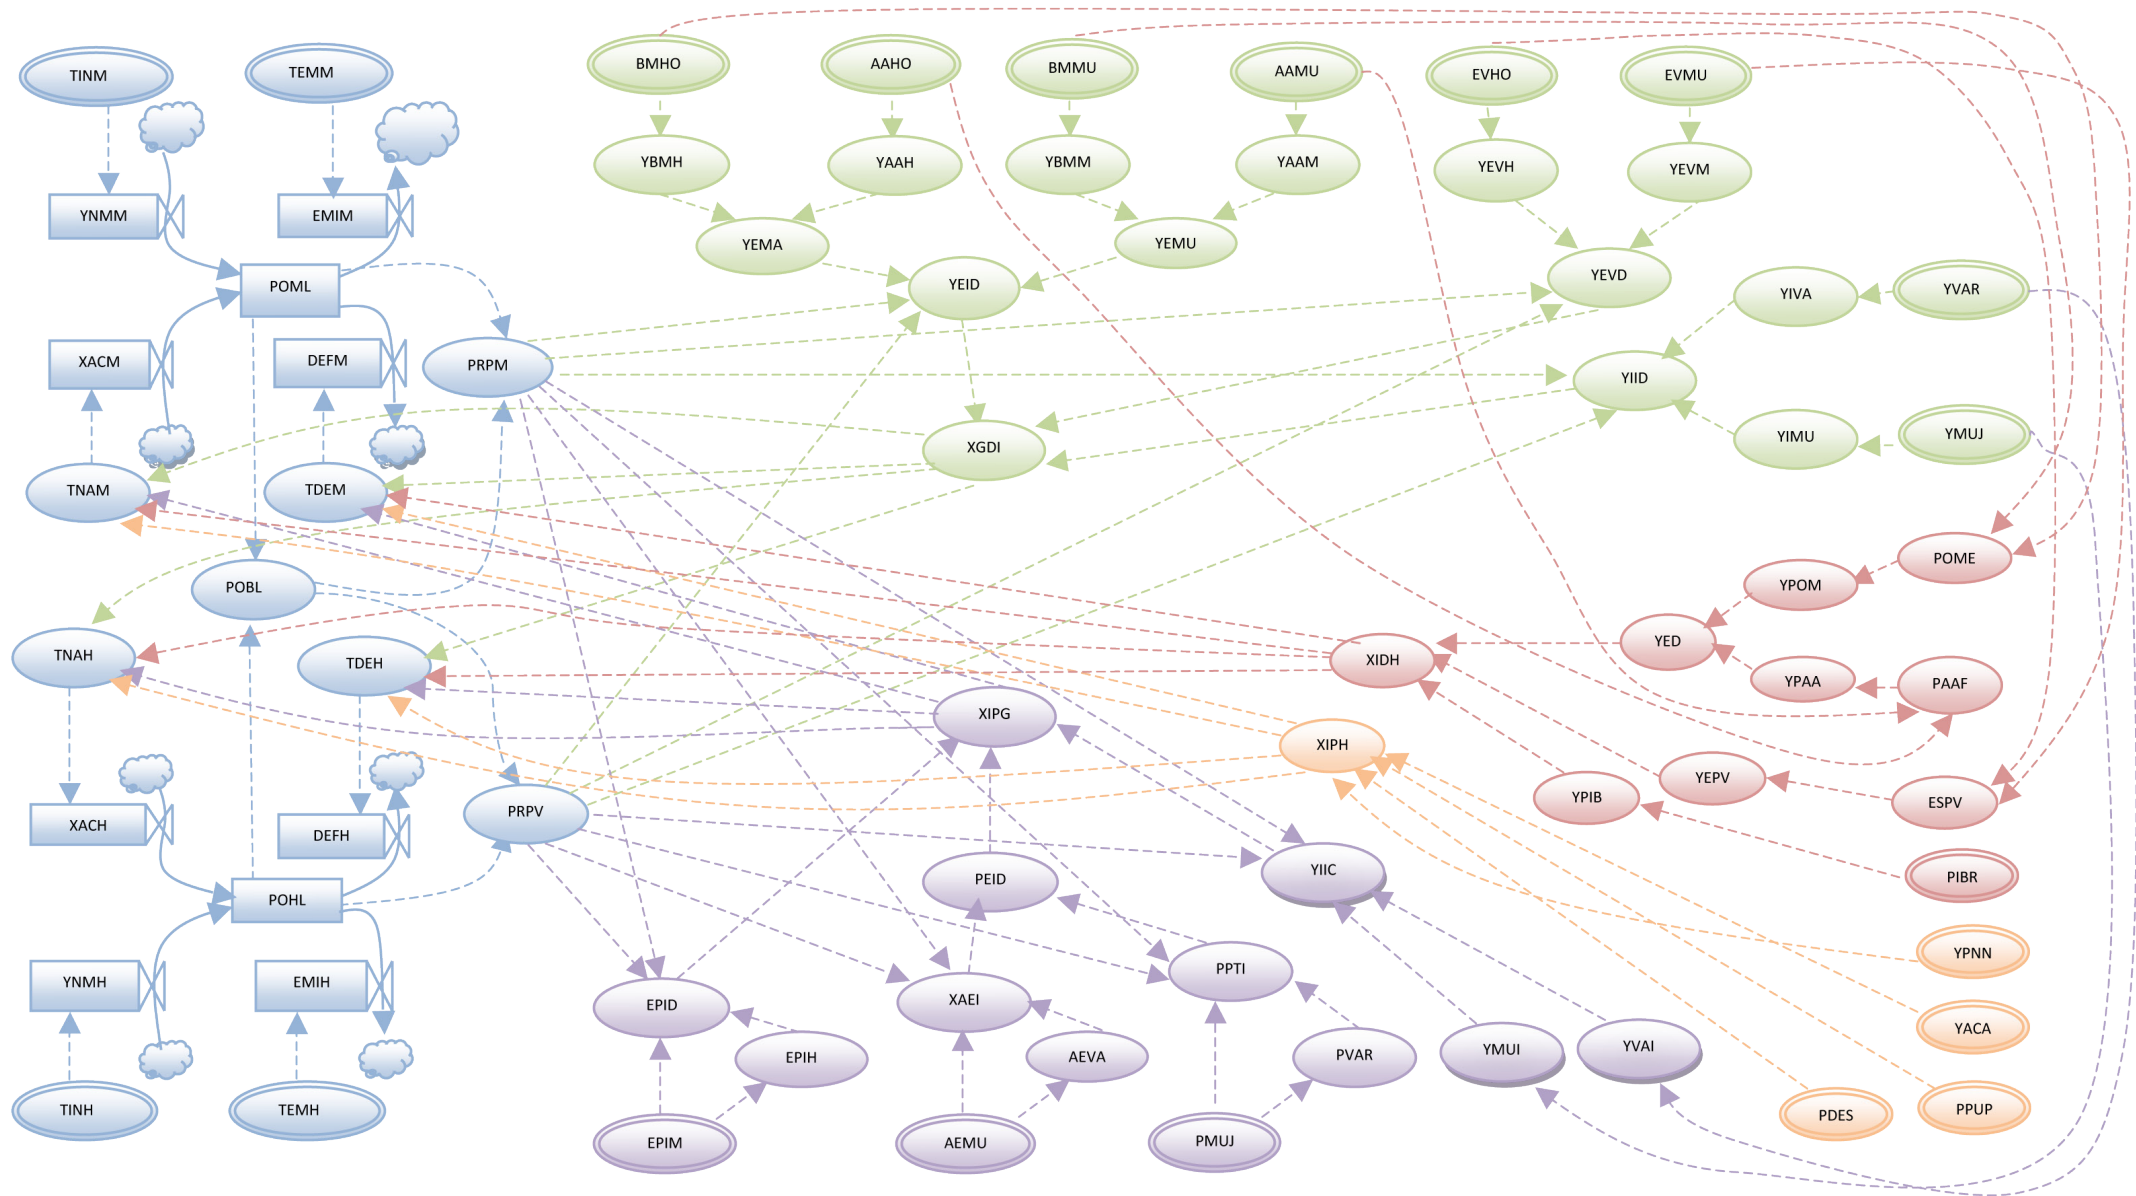 TINM
TEMM
BMHO
AAHO
BMMU
AAMU
EVHO
EVMU
YNMM
EMIM
YBMH
YAAH
YBMM
YAAM
YEVH
YEVM
YEMA
YEMU
POML
YEID
YEVD
YIVA
YVAR
XACM
DEFM
PRPM
YIID
XGDI
YIMU
YMUJ
TNAM
TDEM
POBL
YPOM
POME
TNAH
TDEH
XIDH
YED
YPAA
PAAF
XIPG
XIPH
XACH
DEFH
PRPV
YPIB
YEPV
ESPV
POHL
PEID
YIIC
PIBR
YNMH
EMIH
EPID
XAEI
PPTI
YPNN
EPIH
AEVA
PVAR
YMUI
YVAI
YACA
TINH
TEMH
EPIM
AEMU
PMUJ
PDES
PPUP